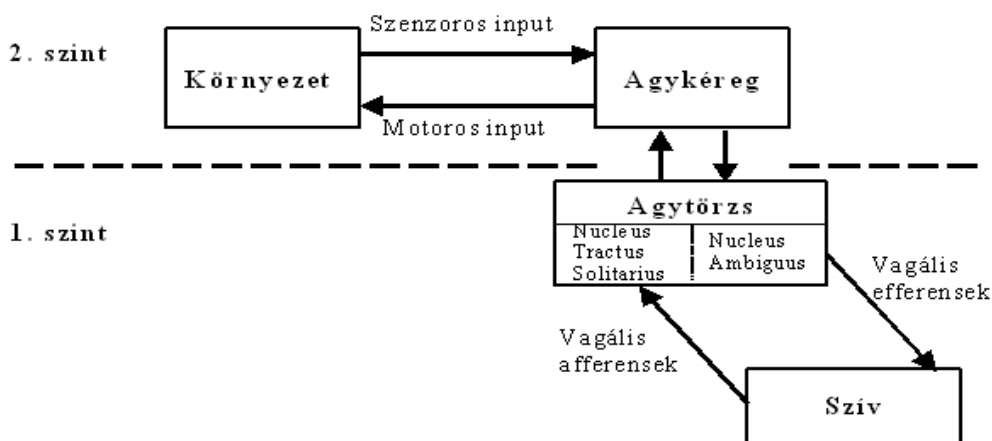 Szenzoros input
2. szint
Környezet
Agykéreg
Motoros input
Agytörzs
1. szint
Nucleus
Tractus
Solitarius
Nucleus
Ambiguus
Vagális
efferensek
Vagális
afferensek
Szív